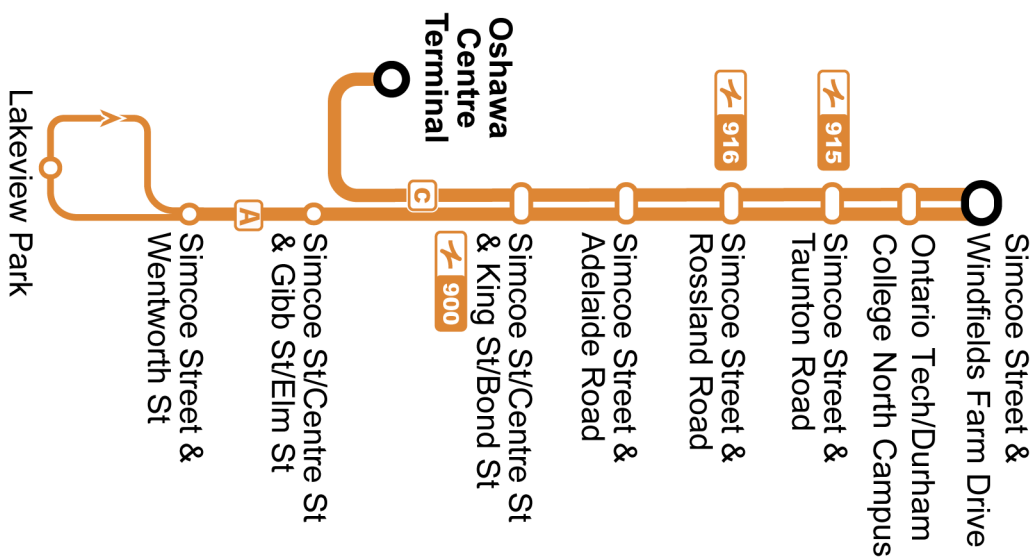 Simcoe Street &
Windfields Farm Drive
Ontario Tech/Durham
College North Campus
915
Simcoe Street &
Taunton Road
916
Simcoe Street &
Rossland Road
Simcoe Street &
Adelaide Road
Simcoe St/Centre St
& King St/Bond St
900
C
Oshawa
Centre
Terminal
Simcoe St/Centre St
& Gibb St/Elm St
A
Simcoe Street &
Wentworth St
Lakeview Park